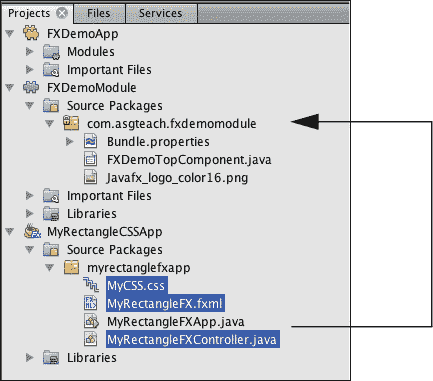 Projects Files Services
FXDemoApp
Modules
Important Files
FXDemoModule
Source Packages
com.asgteach.fxdemomodule
Bundle.properties
FXDemoTopComponent.java
Javafx_logo_color16.png
Important Files
Libraries
MyRectangleCSSApp
Source Packages
myrectanglefxapp
MyCSS.css
MyRectangleFX.fxml
MyRectangleFXApp.java
MyRectangleFXController.java
Libraries